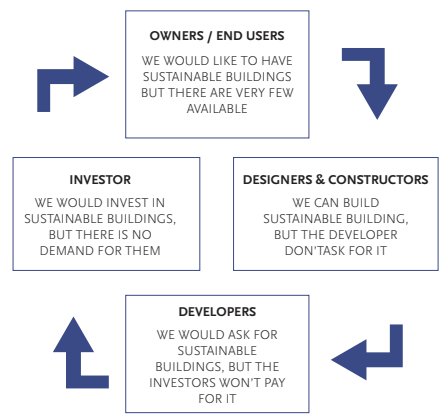 OWNERS / END USERS
WE WOULD LIKE TO HAVE
SUSTAINABLE BUILDINGS
BUT THERE ARE VERY FEW
AVAILABLE
INVESTOR
WE WOULD INVEST IN
SUSTAINABLE BUILDINGS,
BUT THERE IS NO
DEMAND FOR THEM
DESIGNERS & CONSTRUCTORS
WE CAN BUILD
SUSTAINABLE BUILDING,
BUT THE DEVELOPER
DON'TASK FOR IT
DEVELOPERS
WE WOULD ASK FOR
SUSTAINABLE
BUILDINGS, BUT THE
INVESTORS WON'T PAY
FOR IT